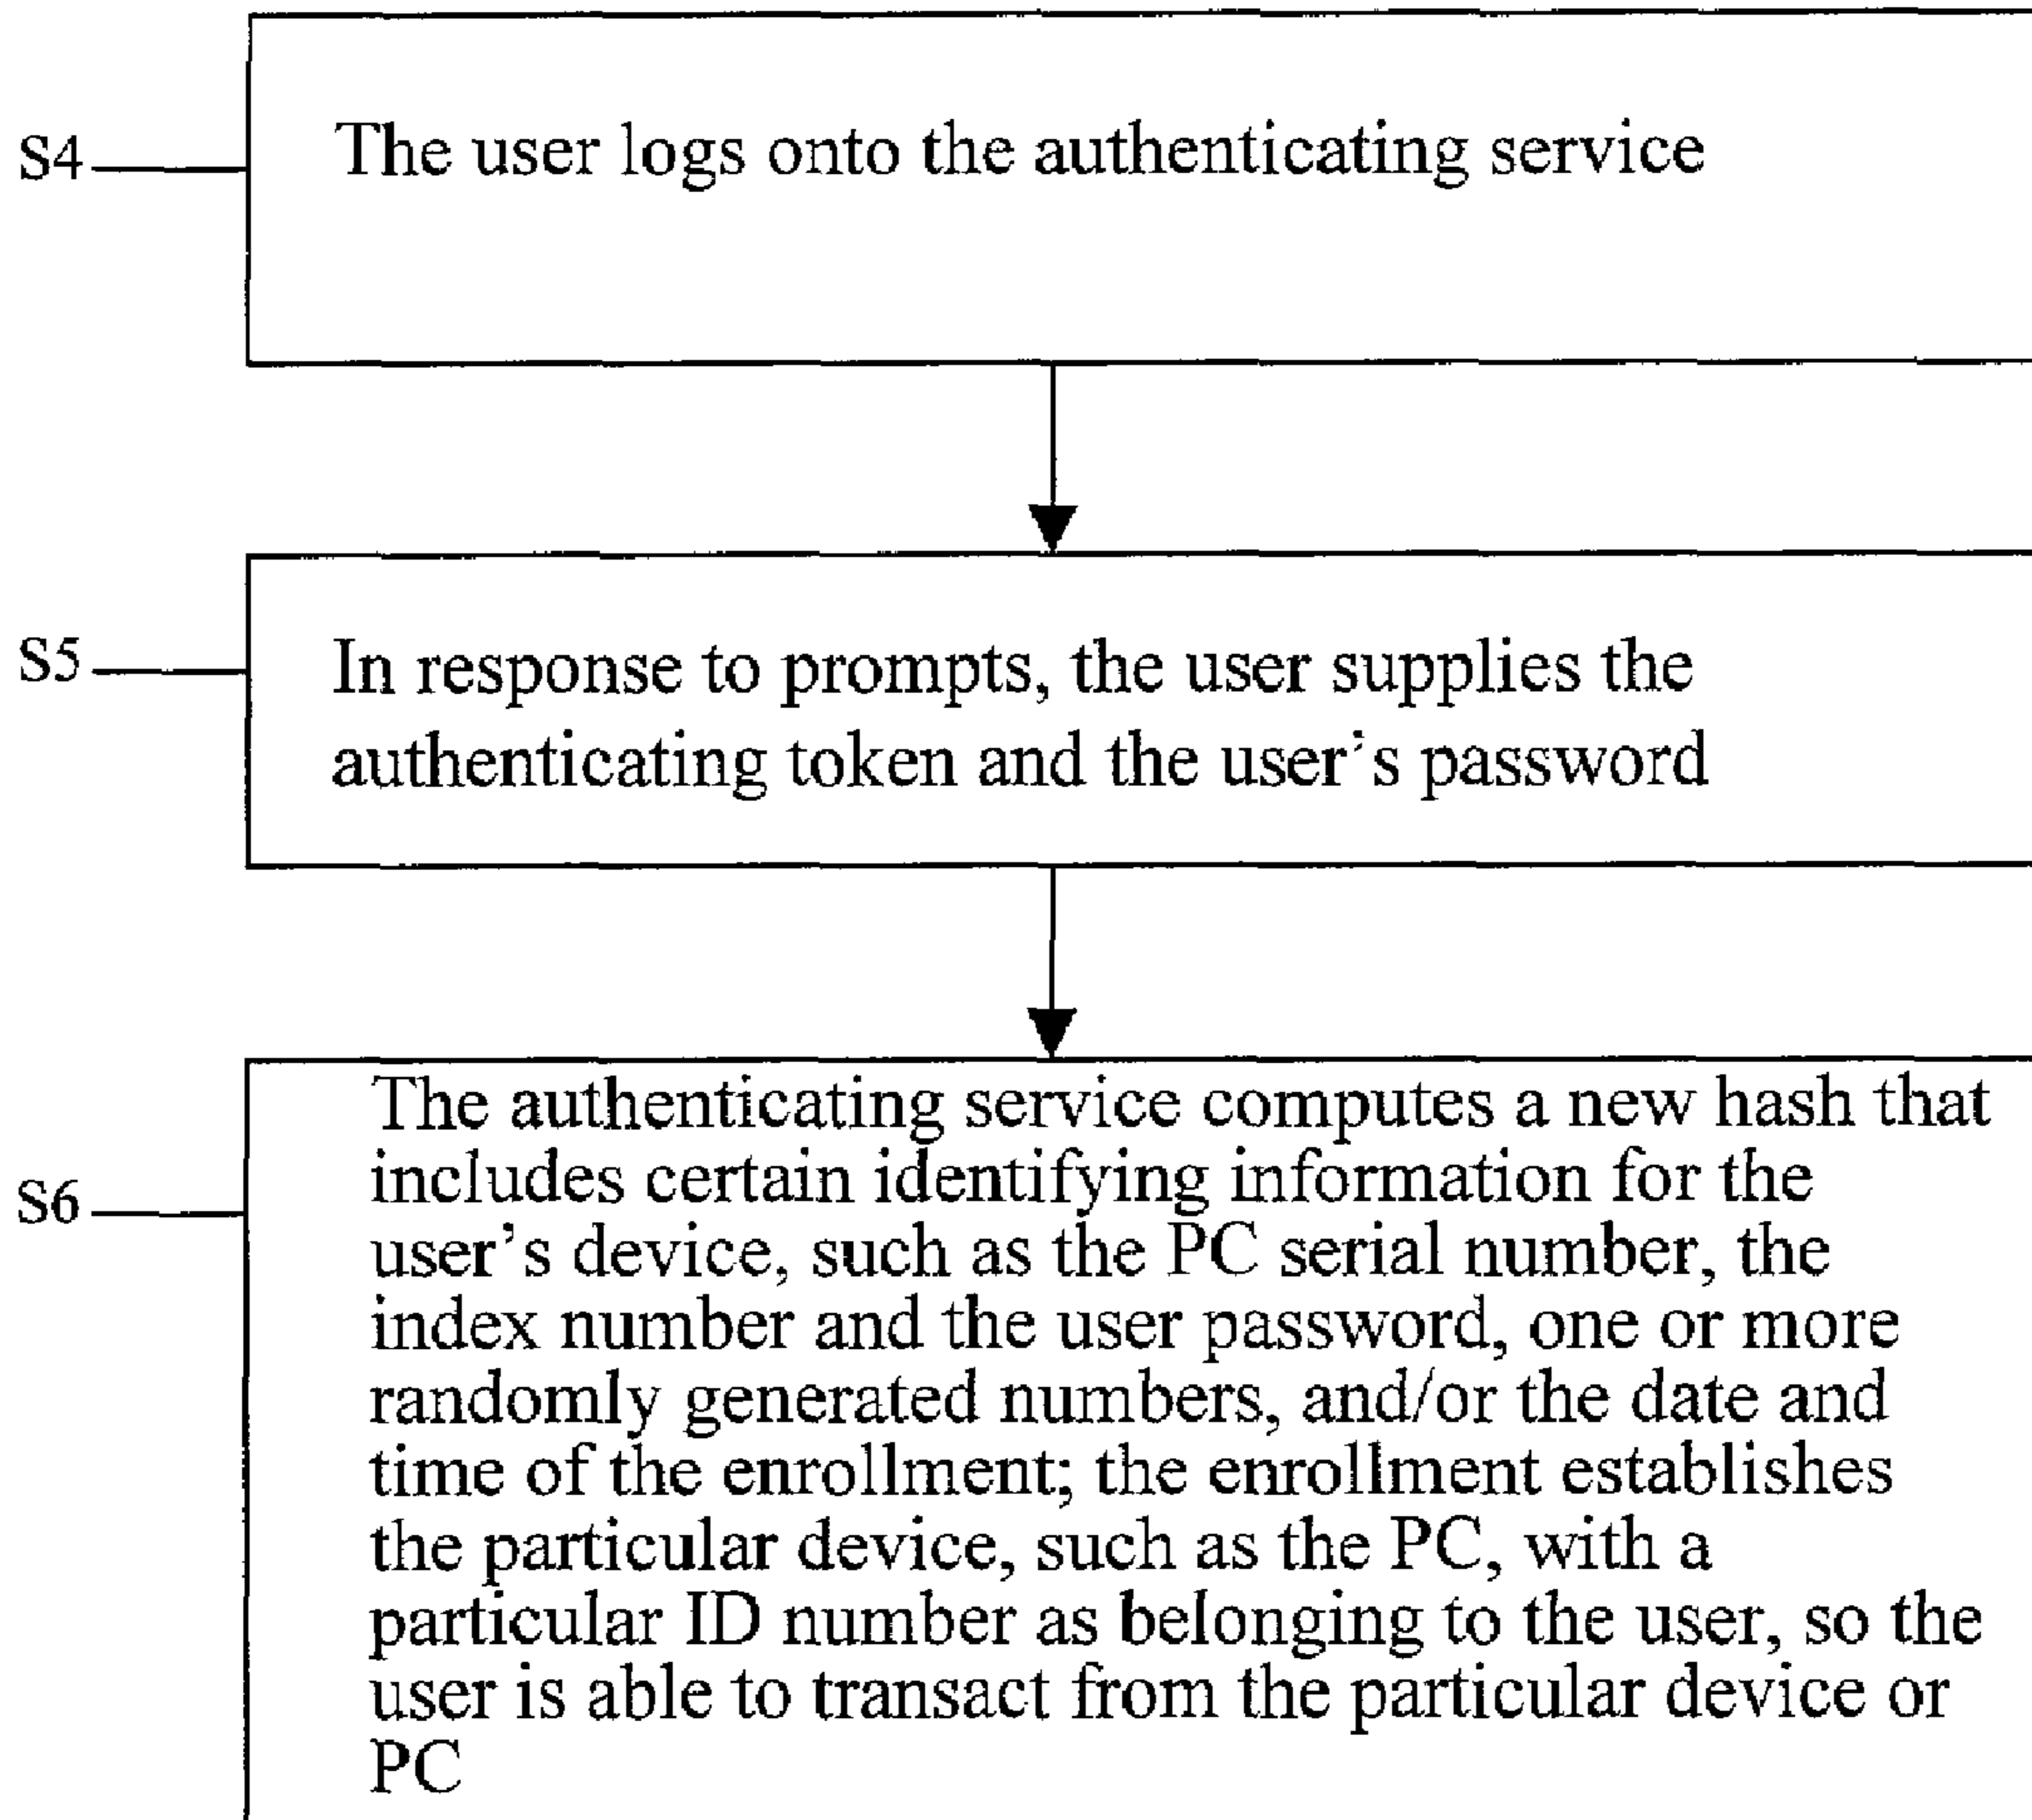 S4
The user logs onto the authenticating service
S5
In response to prompts, the user supplies the
authenticating token and the user's password
S6
The authenticating service computes a new hash that
includes certain identifying information for the
user's device, such as the PC serial number, the
index number and the user password, one or more
randomly generated numbers, and/or the date and
time of the enrollment; the enrollment establishes
the particular device, such as the PC, with a
particular ID number as belonging to the user, so the
user is able to transact from the particular device or
PC